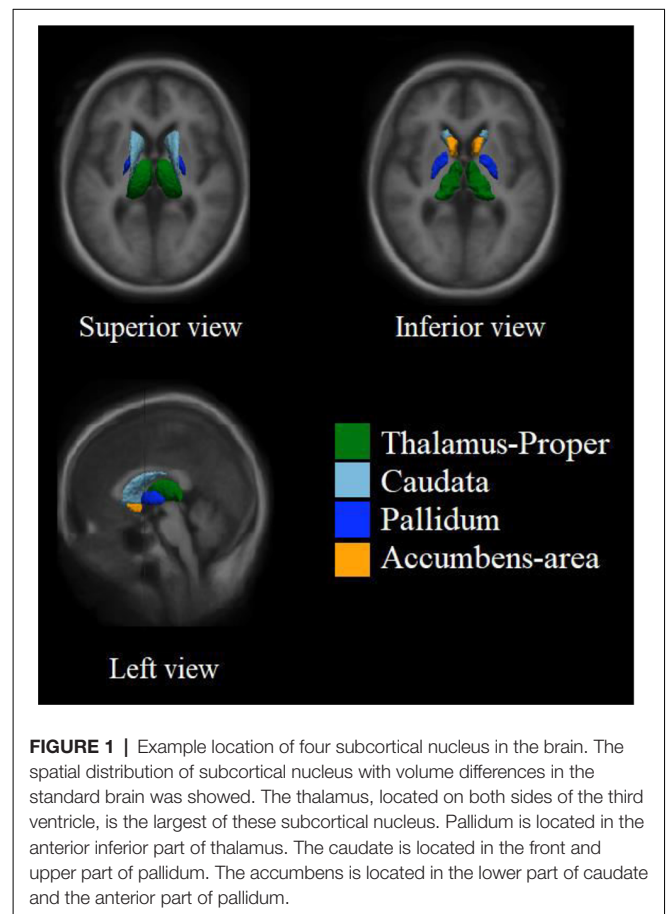 Superior view
Inferior view
Left view
Thalamus-Proper
Caudata
Pallidum
Accumbens-area
FIGURE 1 | Example location of four subcortical nucleus in the brain. The
spatial distribution of subcortical nucleus with volume differences in the
standard brain was showed. The thalamus, located on both sides of the third
ventricle, is the largest of these subcortical nucleus. Pallidum is located in the
anterior inferior part of thalamus. The caudate is located in the front and
upper part of pallidum. The accumbens is located in the lower part of caudate
and the anterior part of pallidum.